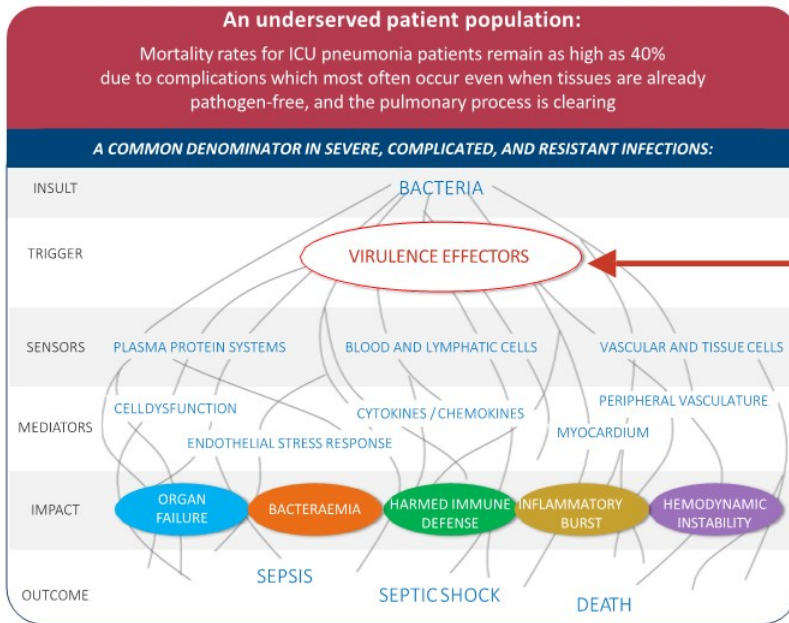 An underserved patient population:
Mortality rates for ICU pneumonia patients remain as high as 40%
due to complications which most often occur even when tissues are already
pathogen-free, and the pulmonary process is clearing
A COMMON DENOMINATOR IN SEVERE, COMPLICATED, AND RESISTANT INFECTIONS:
INSULT
BACTERIA
TRIGGER
VIRULENCE EFFECTORS
SENSORS
PLASMA PROTEIN SYSTEMS
BLOOD AND LYMPHATIC CELLS
VASCULAR AND TISSUE CELLS
MEDIATORS
CELLDYSFUNCTION
ENDOTHELIAL STRESS RESPONSE
CYTOKINES / CHEMOKINES
MYOCARDIUM
PERIPHERAL VASCULATURE
IMPACT
ORGAN
FAILURE
BACTERAEMIA
HARMED IMMUNE
DEFENSE
INFLAMMATORY
BURST
HEMODYNAMIC
INSTABILITY
OUTCOME
SEPSIS
SEPTIC SHOCK
DEATH